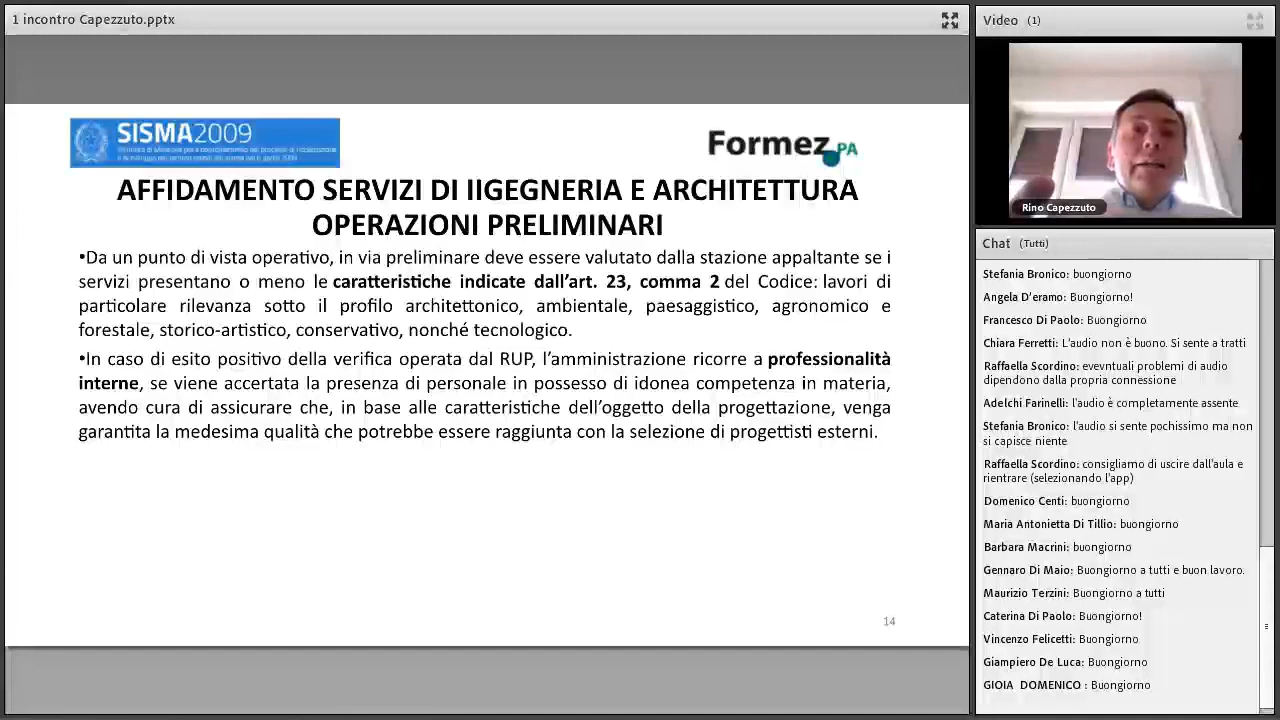 1 incontro Capezzuto.pptx
SISMA2009
Formez PA
AFFIDAMENTO SERVIZI DI IIGEGNERIA E ARCHITETTURA
OPERAZIONI PRELIMINARI
•Da un punto di vista operativo, in via preliminare deve essere valutato dalla stazione appaltante se i
servizi presentano o meno le caratteristiche indicate dall'art. 23, comma 2 del Codice: lavori di
particolare rilevanza sotto il profilo architettonico, ambientale, paesaggistico, agronomico e
forestale, storico-artistico, conservativo, nonché tecnologico.
•In caso di esito positivo della verifica operata dal RUP, l'amministrazione ricorre a professionalità
interne, se viene accertata la presenza di personale in possesso di idonea competenza in materia,
avendo cura di assicurare che, in base alle caratteristiche dell'oggetto della progettazione, venga
garantita la medesima qualità che potrebbe essere raggiunta con la selezione di progettisti esterni.
14
Video (1)
Rino Capezzuto
Chat (Tutti)
Stefania Bronico: buongiorno
Angela D'eramo: Buongiorno!
Francesco Di Paolo: Buongiorno
Chiara Ferretti: L'audio non è buono. Si sente a tratti
Raffaella Scordino: evevntuali problemi di audio
dipendono dalla propria connessione
Adelchi Farinelli: l'audio è completamente assente
Stefania Bronico: l'audio si sente pochissimo ma non
si capisce niente
Raffaella Scordino: consigliamo di uscire dall'aula e
rientrare (selezionando l'app)
Domenico Centi: buongiorno
Maria Antonietta Di Tillio: buongiorno
Barbara Macrini: buongiorno
Gennaro Di Maio: Buongiorno a tutti e buon lavoro.
Maurizio Terzini: Buongiorno a tutti
Caterina Di Paolo: Buongiorno!
Vincenzo Felicetti: Buongiorno
Giampiero De Luca: Buongiorno
GIOIA DOMENICO : Buongiorno